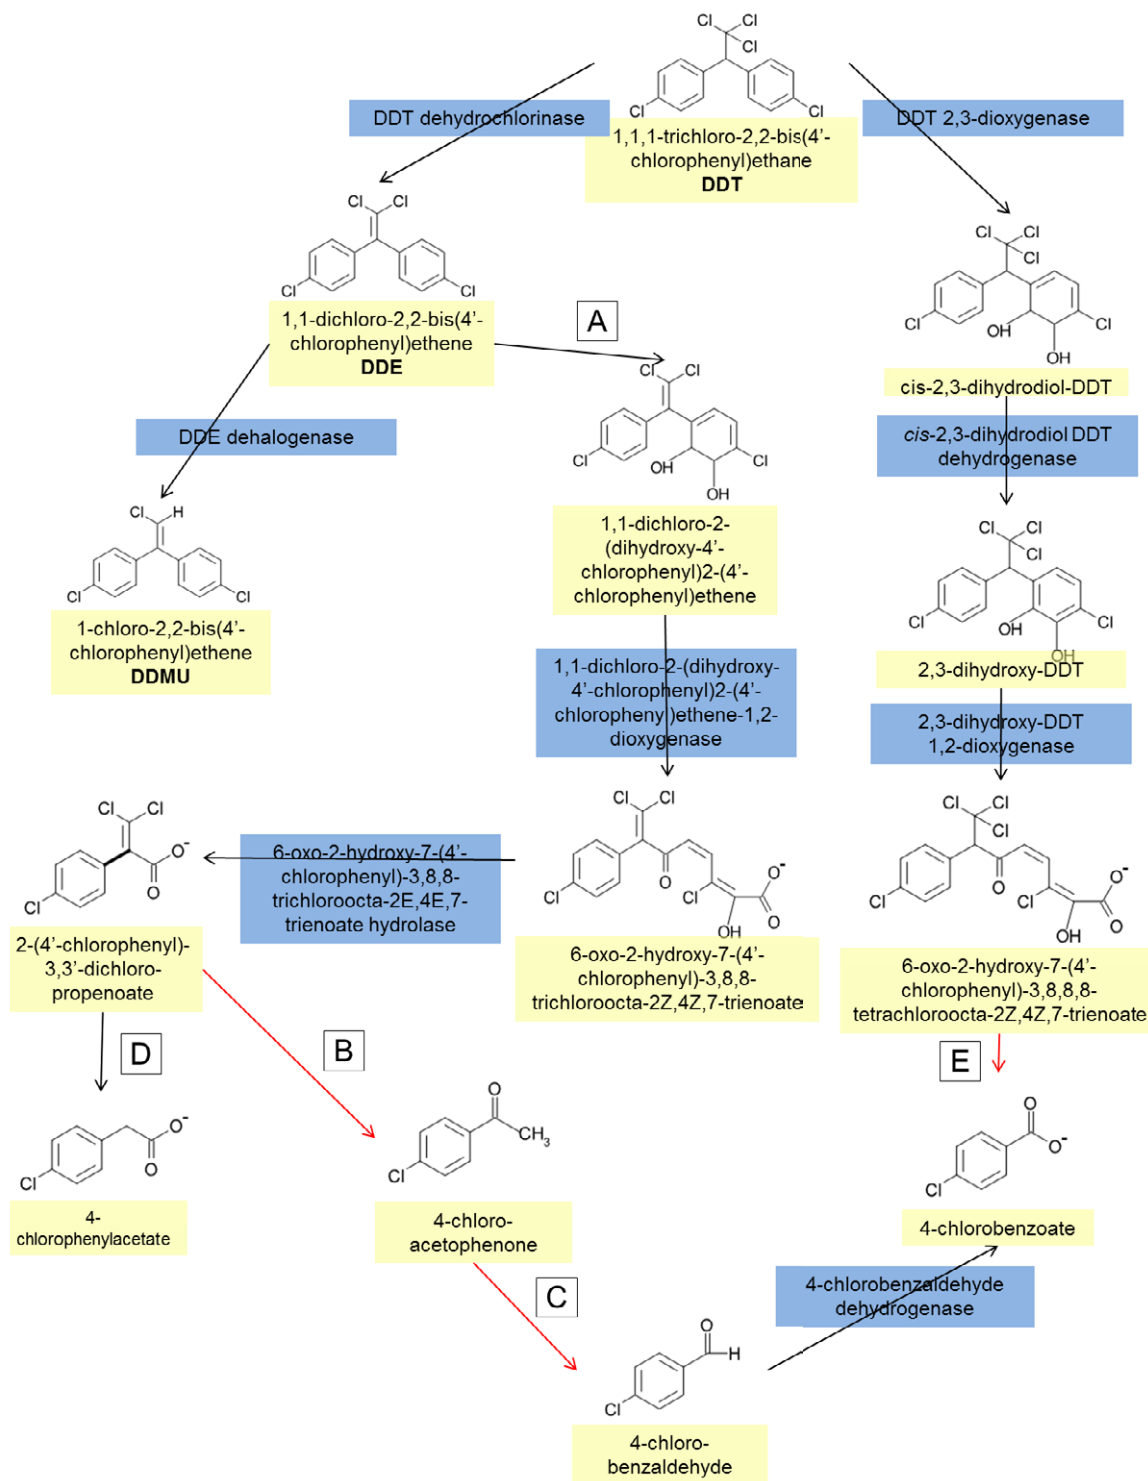 Cl
Cl
Cl Cl
Cl Cl
DDT dehydrochlorinase
DDT 2,3-dioxygenase
1,1,1-trichloro-2,2-bis(4'-
chlorophenyl)ethane
DDT
Cl Cl
Cl Cl
1,1-dichloro-2,2-bis(4'-
chlorophenyl)ethene
DDE
A
Cl Cl
Cl
Cl Cl
OH
OH
cis-2,3-dihydrodiol-DDT
DDE dehalogenase
Cl Cl
Cl Cl
OH
OH
cis-2,3-dihydrodiol DDT
dehydrogenase
Cl H
Cl Cl
1-chloro-2,2-bis(4'-
chlorophenyl)ethene
DDMU
1,1-dichloro-2-
(dihydroxy-4'-
chlorophenyl)2-(4'-
chlorophenyl)ethene
Cl Cl
Cl
Cl Cl
OH
OH
2,3-dihydroxy-DDT
1,1-dichloro-2-(dihydroxy-
4'-chlorophenyl)2-(4'-
chlorophenyl)ethene-1,2-
dioxygenase
2,3-dihydroxy-DDT
1,2-dioxygenase
Cl Cl
O-
O
Cl
6-oxo-2-hydroxy-7-(4'-
chlorophenyl)-3,8,8-
trichloroocta-2E,4E,7-
trienoate hydrolase
Cl Cl
Cl
O
Cl
O-
O
OH
Cl Cl
Cl
Cl
O
Cl
O-
O
OH
2-(4'-chlorophenyl)-
3,3'-dichloro-
propenoate
6-oxo-2-hydroxy-7-(4'-
chlorophenyl)-3,8,8-
trichloroocta-2Z,4Z,7-trienoate
6-oxo-2-hydroxy-7-(4'-
chlorophenyl)-3,8,8,8-
tetrachloroocta-2Z,4Z,7-trienoate
D
B
E
O-
O
Cl
O
CH3
Cl
O
O-
Cl
4-
chlorophenylacetate
4-chloro-
acetophenone
4-chlorobenzoate
C
4-chlorobenzaldehyde
dehydrogenase
O
H
Cl
4-chloro-
benzaldehyde